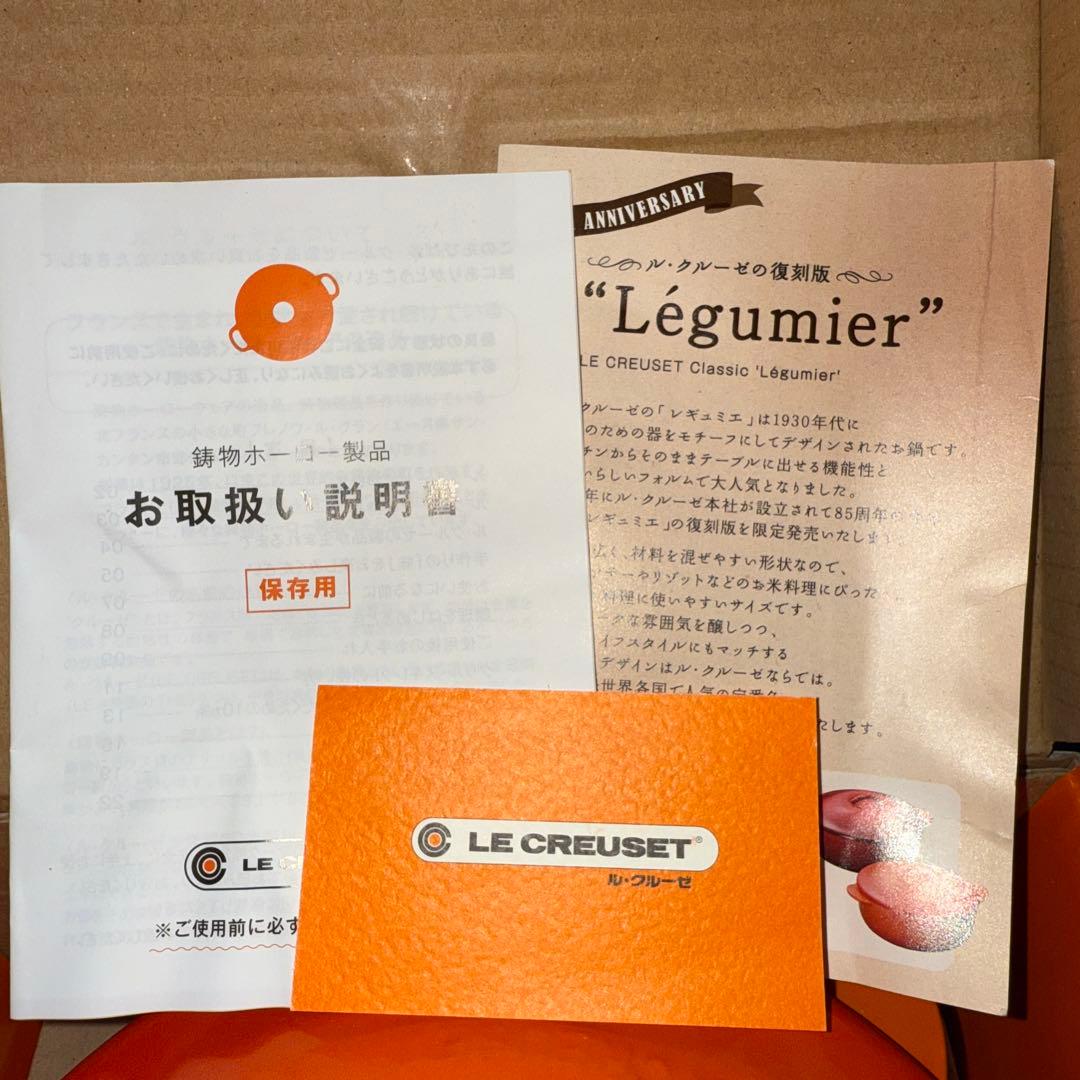 鋳物ホーロー製品
お取扱い説明書
保存用
LE C
※ご使用前に必ず
ANNIVERSARY
ル・クルーゼの復刻版
“Légumier”
LE CREUSET Classic 'Légumier'
クルーゼの「レギュミエ」は1930年代に
のための器をモチーフにしてデザインされたお鍋です。
チンからそのままテーブルに出せる機能性と
らしいフォルムで大人気となりました。
年にル・クルーゼ本社が設立されて85周年
レギュミエ」の復刻版を限定発売いたしま
広く、材料を混ぜやすい形状なので、
やリゾットなどのお米料理にぴった
料理に使いやすいサイズです。
な雰囲気を醸しつつ、
イフスタイルにもマッチする
デザインはル・クルーゼならでは。
世界各国で人気の定番
たします。
LE CREUSET®
ル・クルーゼ